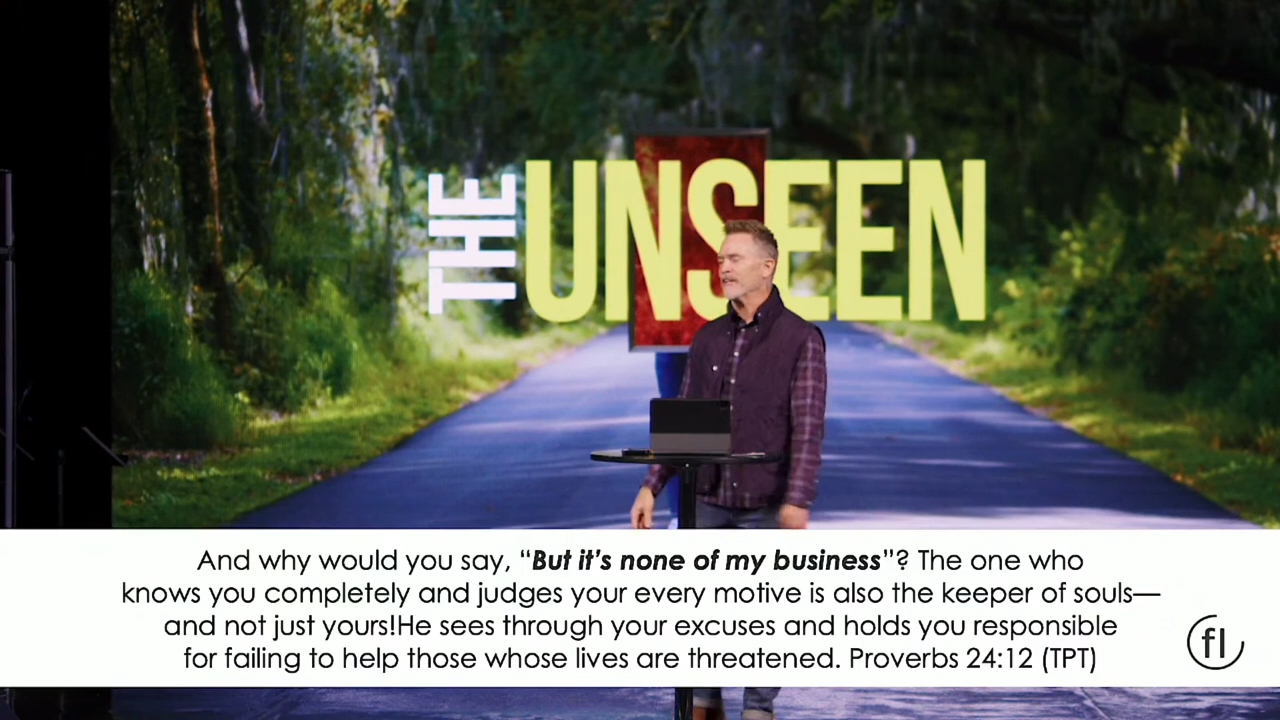 THE UNSEEN
And why would you say, “But it’s none of my business”? The one who
knows you completely and judges your every motive is also the keeper of souls—
and not just yours!He sees through your excuses and holds you responsible
for failing to help those whose lives are threatened. Proverbs 24:12 (TPT)
fl